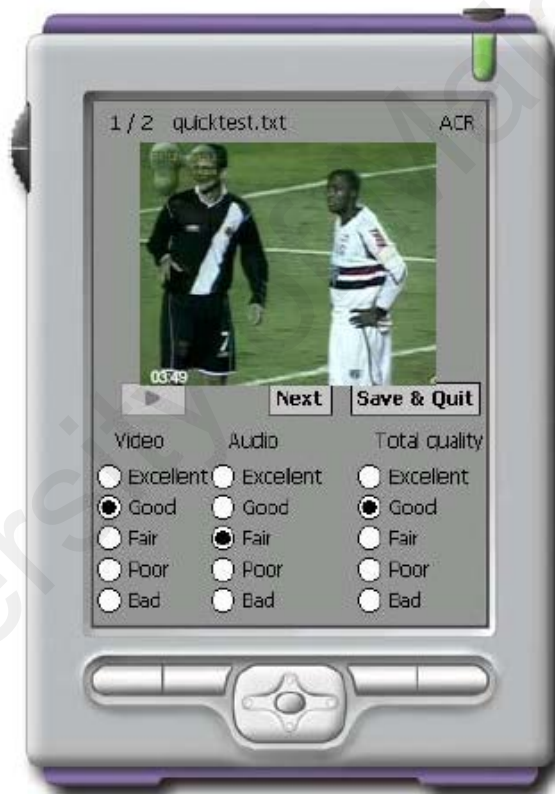 1 / 2 quicktest.txt ACR
03:49
7
Next Save & Quit
Video Audio Total quality
Excellent Excellent Excellent
Good Good Good
Fair Fair Fair
Poor Poor Poor
Bad Bad Bad